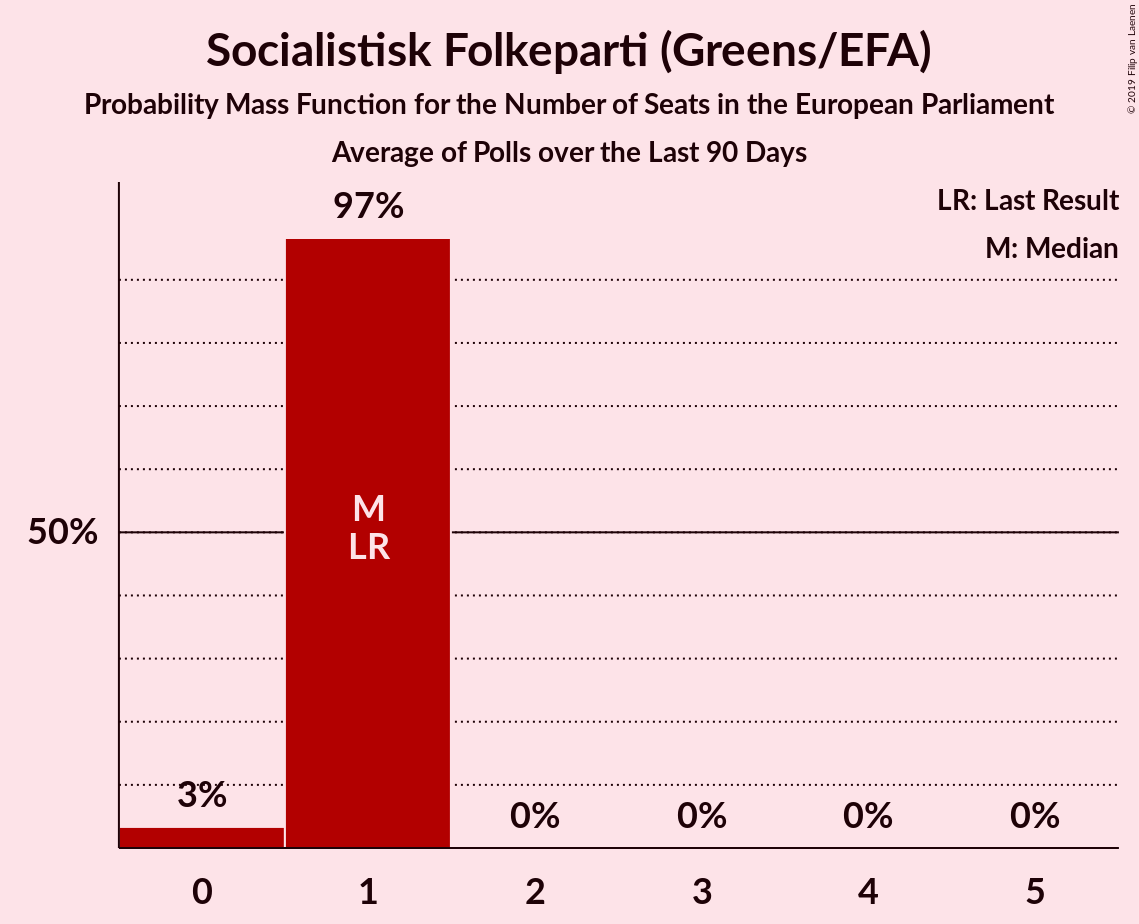 Socialistisk Folkeparti (Greens/EFA)
Probability Mass Function for the Number of Seats in the European Parliament
Average of Polls over the Last 90 Days
© 2019 Filip van Laenen
LR: Last Result
M: Median
97%
M
LR
50%
3%
0%
0%
0%
0%
0
1
2
3
4
5